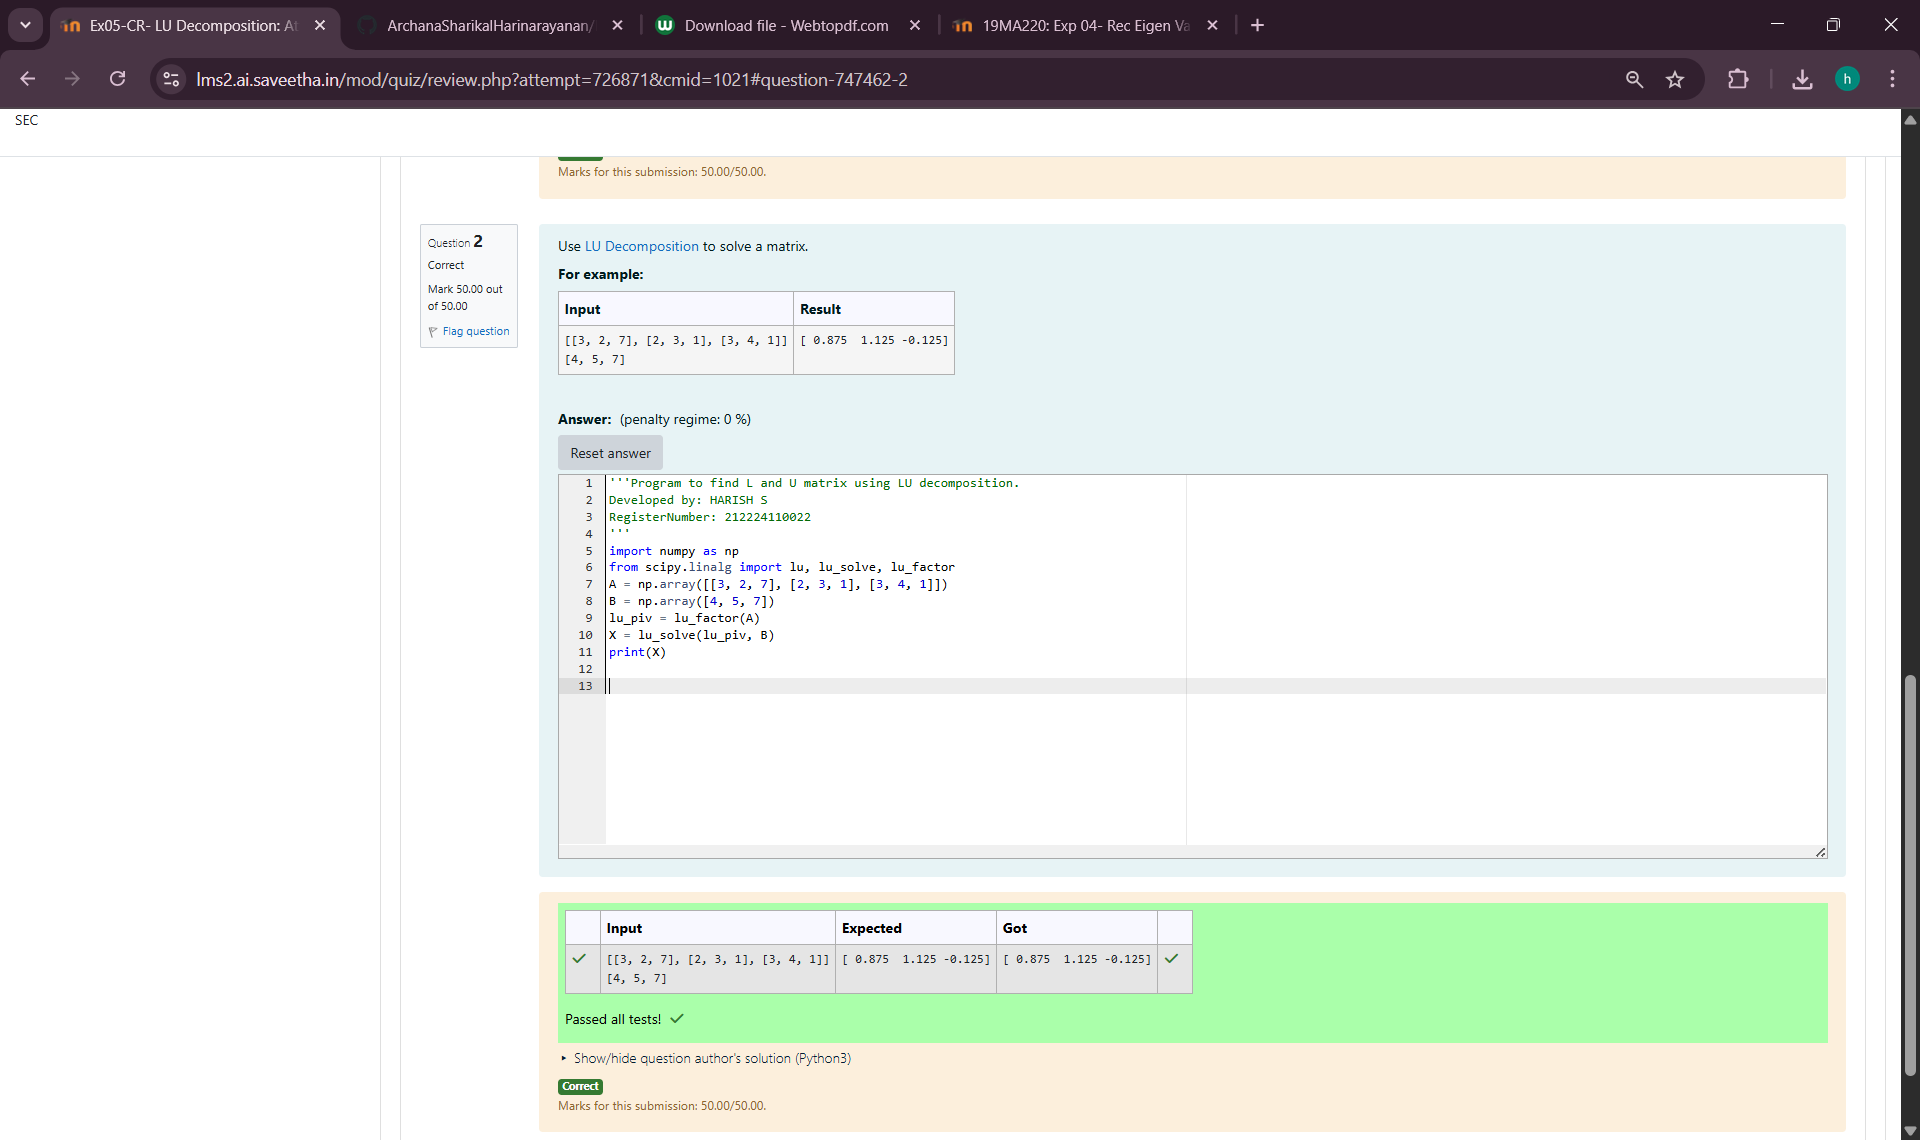 Ex05-CR- LU Decomposition: At
ArchanaSharikalHarinarayanan/
Download file - Webtopdf.com
19MA220: Exp 04- Rec Eigen Va
lms2.ai.saveetha.in/mod/quiz/review.php?attempt=726871&cmid=1021#question-747462-2
h
SEC
Marks for this submission: 50.00/50.00.
Question 2
Correct
Mark 50.00 out
of 50.00
Flag question
Use LU Decomposition to solve a matrix.
For example:
Input Result
[[3, 2, 7], [2, 3, 1], [3, 4, 1]] [ 0.875  1.125 -0.125]
[4, 5, 7]
Answer: (penalty regime: 0 %)
Reset answer
1 '''Program to find L and U matrix using LU decomposition.
2 Developed by: HARISH S
3 RegisterNumber: 212224110022
4 '''
5 import numpy as np
6 from scipy.linalg import lu, lu_solve, lu_factor
7 A = np.array([[3, 2, 7], [2, 3, 1], [3, 4, 1]])
8 B = np.array([4, 5, 7])
9 lu_piv = lu_factor(A)
10 X = lu_solve(lu_piv, B)
11 print(X)
12
13
Input Expected Got
[[3, 2, 7], [2, 3, 1], [3, 4, 1]] [ 0.875  1.125 -0.125] [ 0.875  1.125 -0.125]
[4, 5, 7]
Passed all tests!
Show/hide question author's solution (Python3)
Correct
Marks for this submission: 50.00/50.00.